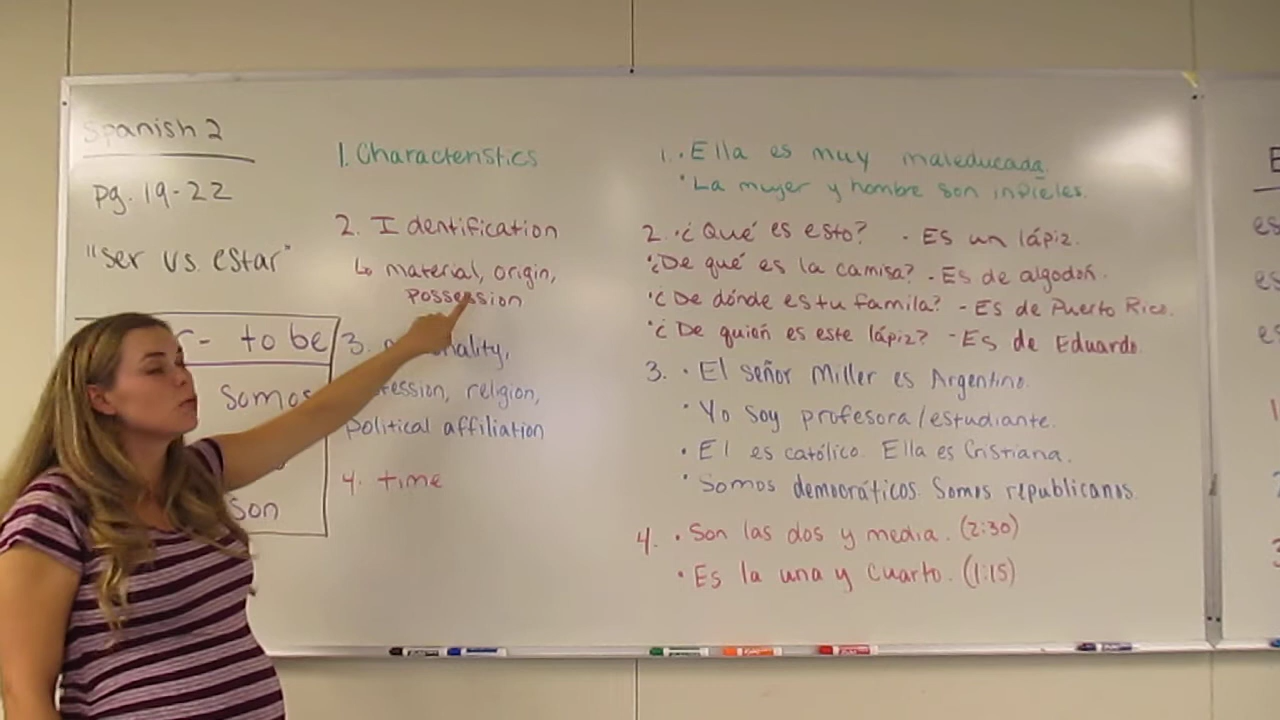 Spanish 2
pg. 19-22
"ser vs. estar"
- to be
Somos
son
1. Characteristics
2. Identification
↳ material, origin,
possession
3.
religion,
political affiliation
4. time
1. • Ella es muy maleducada.
• La mujer y hombre son infieles.
2. • ¿Qué es esto? - Es un lápiz.
• ¿De qué es la camisa? - Es de algodón.
• ¿De dónde es tu famila? - Es de Puerto Rico.
• ¿De quién es este lápiz? - Es de Eduardo.
3. • El señor Miller es Argentino.
• Yo soy profesora/estudiante.
• El es católico. Ella es Cristiana.
• Somos democráticos. Somos republicanos.
4. • Son las dos y media. (2:30)
• Es la una y cuarto. (1:15)